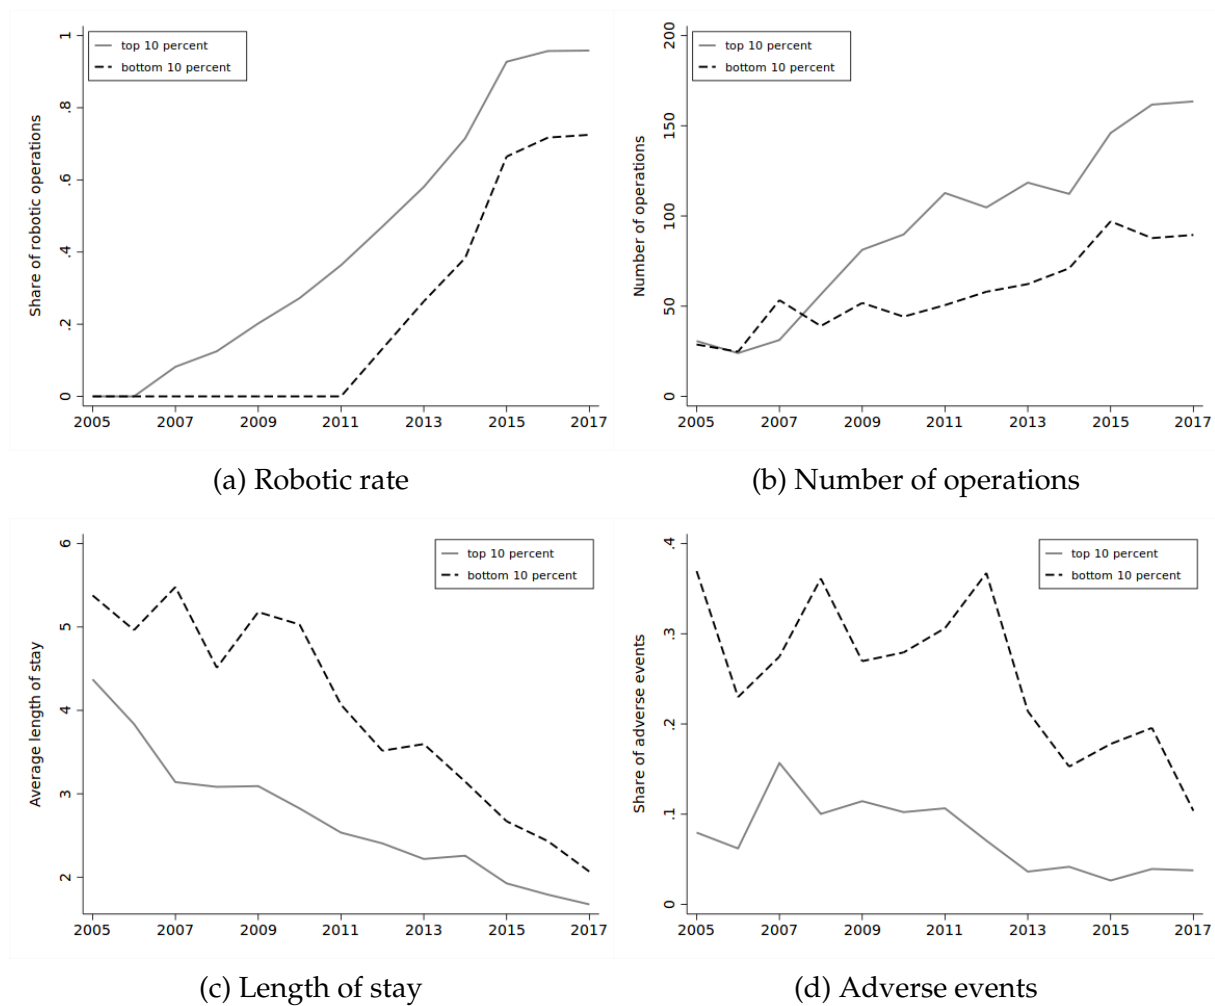 top 10 percent
bottom 10 percent
Share of robotic operations
1
.8
.6
.4
.2
0
2005 2007 2009 2011 2013 2015 2017
(a) Robotic rate
top 10 percent
bottom 10 percent
Number of operations
200
150
100
50
0
2005 2007 2009 2011 2013 2015 2017
(b) Number of operations
top 10 percent
bottom 10 percent
Average length of stay
6
5
4
3
2
2005 2007 2009 2011 2013 2015 2017
(c) Length of stay
top 10 percent
bottom 10 percent
Share of adverse events
.4
.3
.2
.1
0
2005 2007 2009 2011 2013 2015 2017
(d) Adverse events